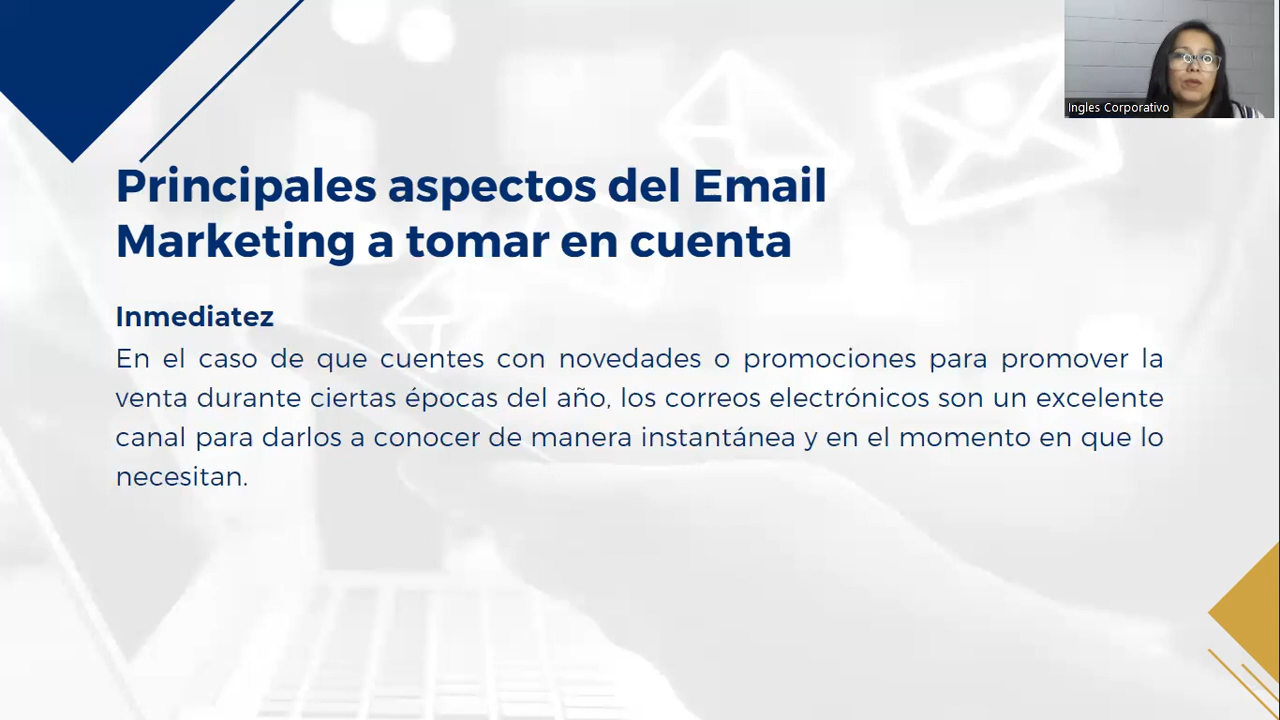 Ingles Corporativo
Principales aspectos del Email
Marketing a tomar en cuenta
Inmediatez
En el caso de que cuentes con novedades o promociones para promover la
venta durante ciertas épocas del año, los correos electrónicos son un excelente
canal para darlos a conocer de manera instantánea y en el momento en que lo
necesitan.